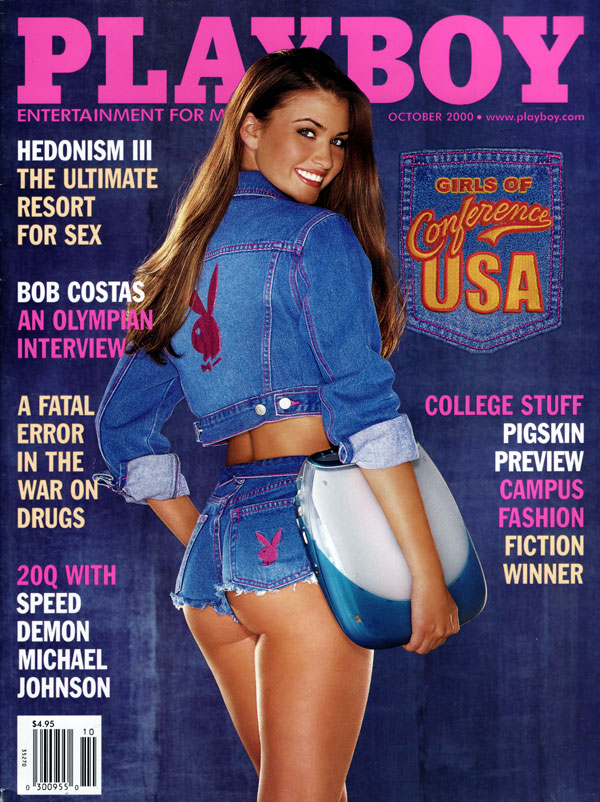 PLAYBOY
ENTERTAINMENT FOR M
OCTOBER 2000 • www.playboy.com
HEDONISM III
THE ULTIMATE
RESORT
FOR SEX
BOB COSTAS
AN OLYMPIAN
INTERVIEW
A FATAL
ERROR
IN THE
WAR ON
DRUGS
20Q WITH
SPEED
DEMON
MICHAEL
JOHNSON
GIRLS OF
Conference
USA
COLLEGE STUFF
PIGSKIN
PREVIEW
CAMPUS
FASHION
FICTION
WINNER
$4.95
10
35270
0 300955 0